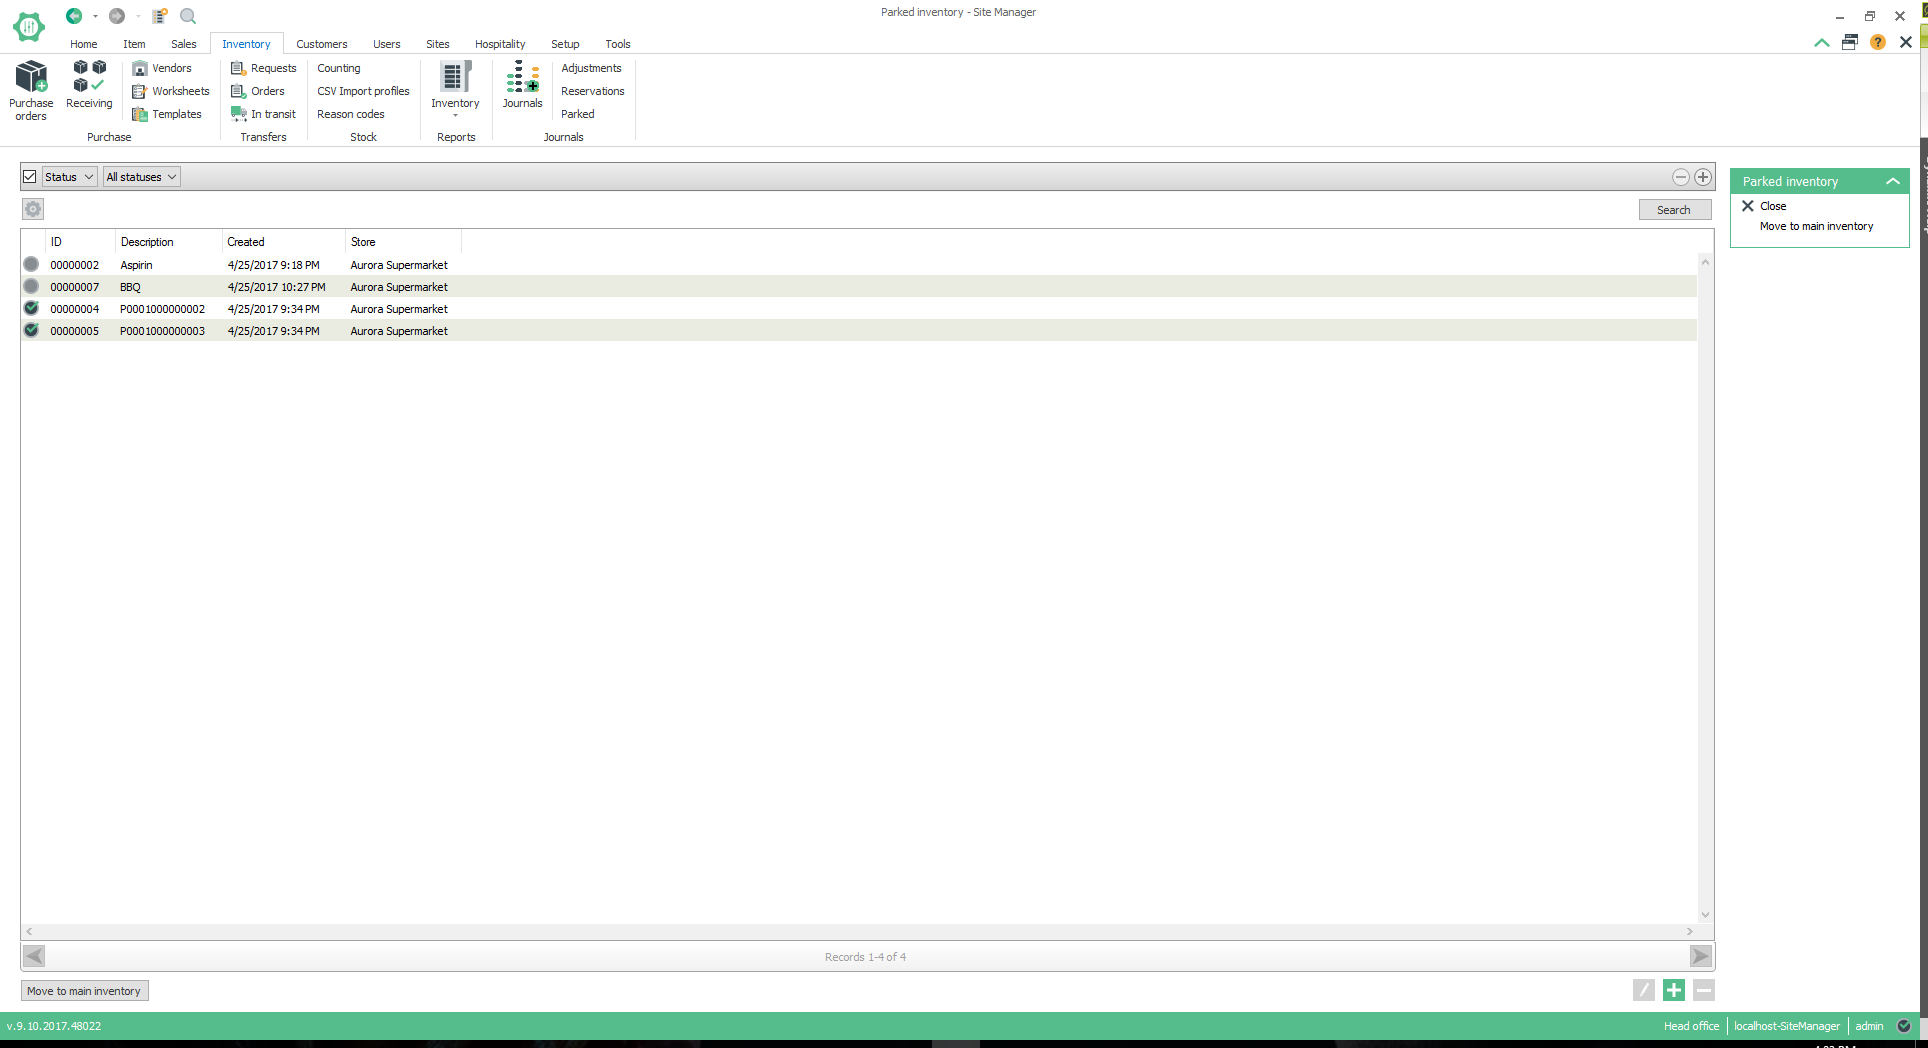 Parked inventory - Site Manager
Home Item Sales Inventory Customers Users Sites Hospitality Setup Tools
Purchase orders
Receiving
Vendors
Worksheets
Templates
Purchase
Requests
Orders
In transit
Transfers
Counting
CSV Import profiles
Reason codes
Stock
Inventory
Reports
Journals
Adjustments
Reservations
Parked
Journals
Status All statuses
Search
ID Description Created Store
00000002 Aspirin 4/25/2017 9:18 PM Aurora Supermarket
00000007 BBQ 4/25/2017 10:27 PM Aurora Supermarket
00000004 P0001000000002 4/25/2017 9:34 PM Aurora Supermarket
00000005 P0001000000003 4/25/2017 9:34 PM Aurora Supermarket
Records 1-4 of 4
Move to main inventory
Parked inventory
Close
Move to main inventory
v.9.10.2017.48022
Head office localhost-SiteManager admin